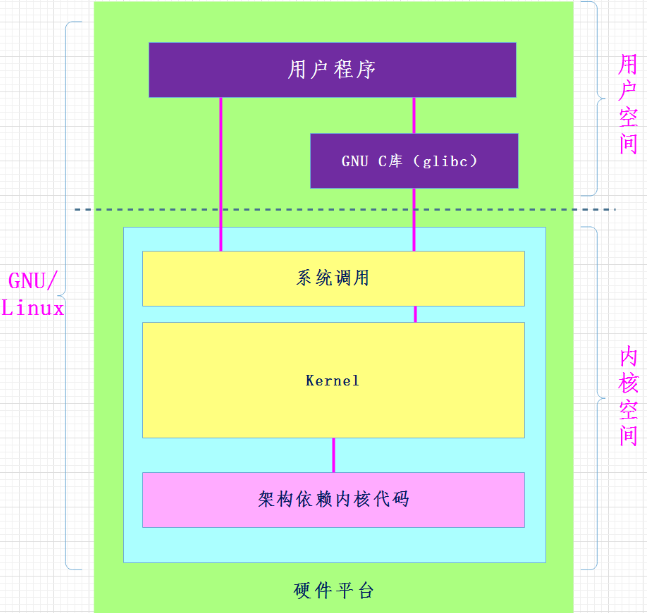 用户程序
用户空间
GNU C库（glibc）
GNU/
Linux
系统调用
Kernel
内核空间
架构依赖内核代码
硬件平台